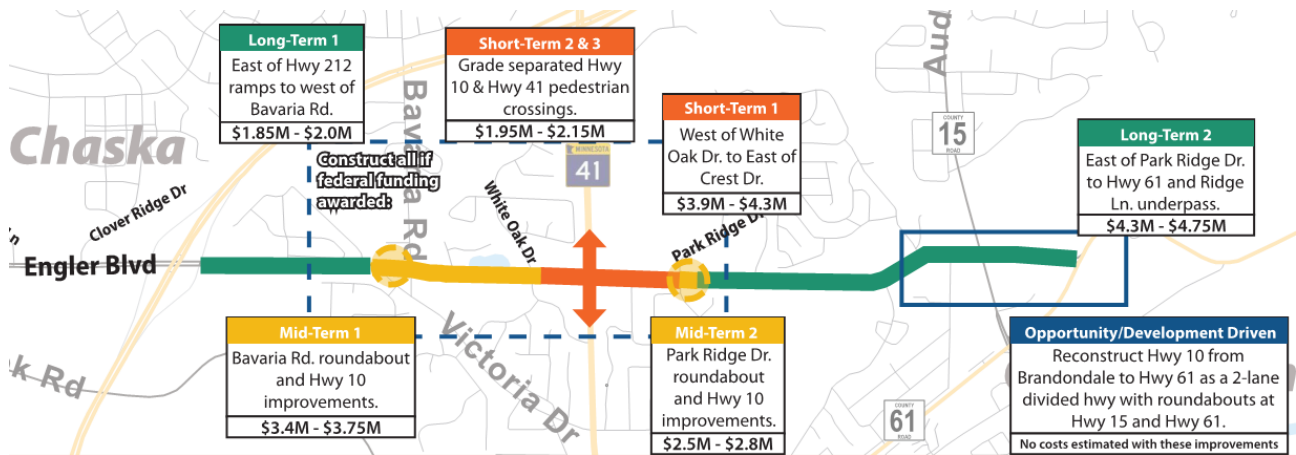 Long-Term 1
East of Hwy 212
ramps to west of
Bavaria Rd.
$1.85M - $2.0M
Short-Term 2 & 3
Grade separated Hwy
10 & Hwy 41 pedestrian
crossings.
$1.95M - $2.15M
Short-Term 1
West of White
Oak Dr. to East of
Crest Dr.
$3.9M - $4.3M
Long-Term 2
East of Park Ridge Dr.
to Hwy 61 and Ridge
Ln. underpass.
$4.3M - $4.75M
Chaska
Construct all if
federal funding
awarded:
Bavaria Rd
MINNESOTA
41
Aud
COUNTY
15
ROAD
Clover Ridge Dr
White Oak Dr
Park Ridge Dr
Ln
Engler Blvd
Mid-Term 1
Bavaria Rd. roundabout
and Hwy 10
improvements.
$3.4M - $3.75M
Victoria Dr
Mid-Term 2
Park Ridge Dr.
roundabout
and Hwy 10
improvements.
$2.5M - $2.8M
k Rd
COUNTY
61
ROAD
Opportunity/Development Driven
Reconstruct Hwy 10 from
Brandondale to Hwy 61 as a 2-lane
divided hwy with roundabouts at
Hwy 15 and Hwy 61.
No costs estimated with these improvements